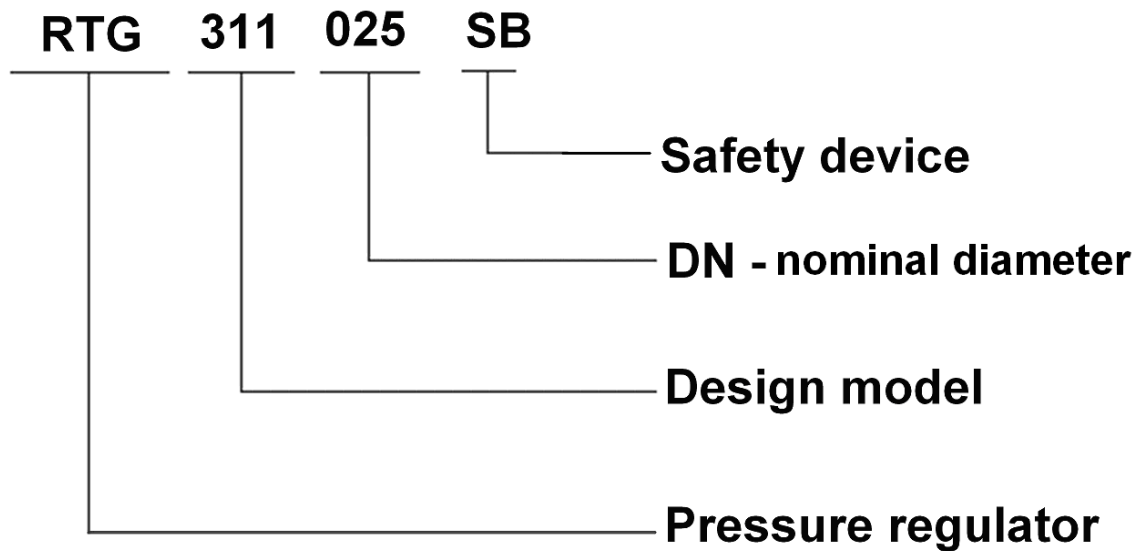 RTG 311 025 SB
Safety device
DN - nominal diameter
Design model
Pressure regulator